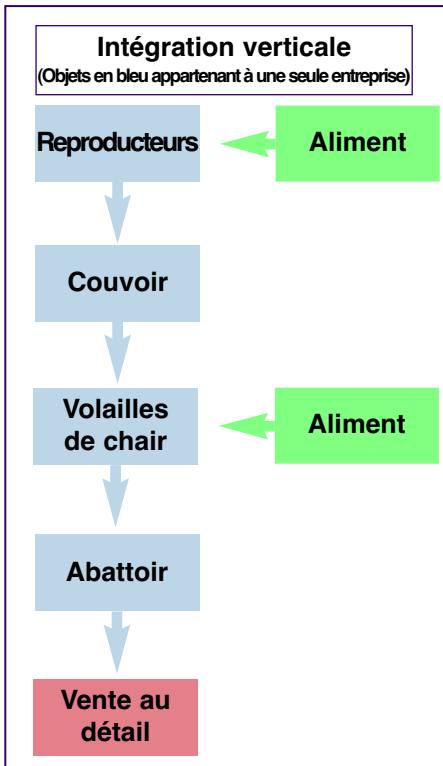 Intégration verticale
(Objets en bleu appartenant à une seule entreprise)
Reproducteurs
Aliment
Couvoir
Volailles
de chair
Aliment
Abattoir
Vente au
détail